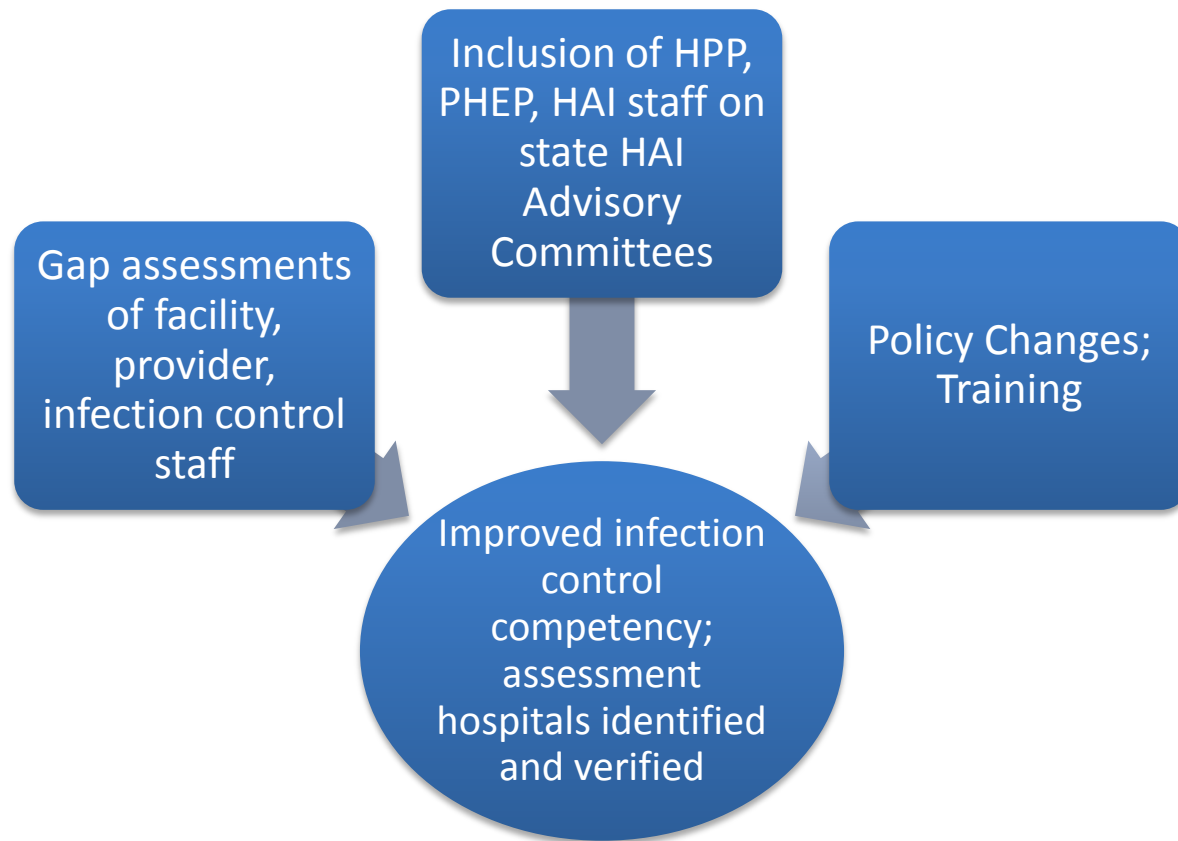 Inclusion of HPP,
PHEP, HAI staff on
state HAI
Advisory
Committees
Gap assessments
of facility,
provider,
infection control
staff
Policy Changes;
Training
Improved infection
control
competency;
assessment
hospitals identified
and verified